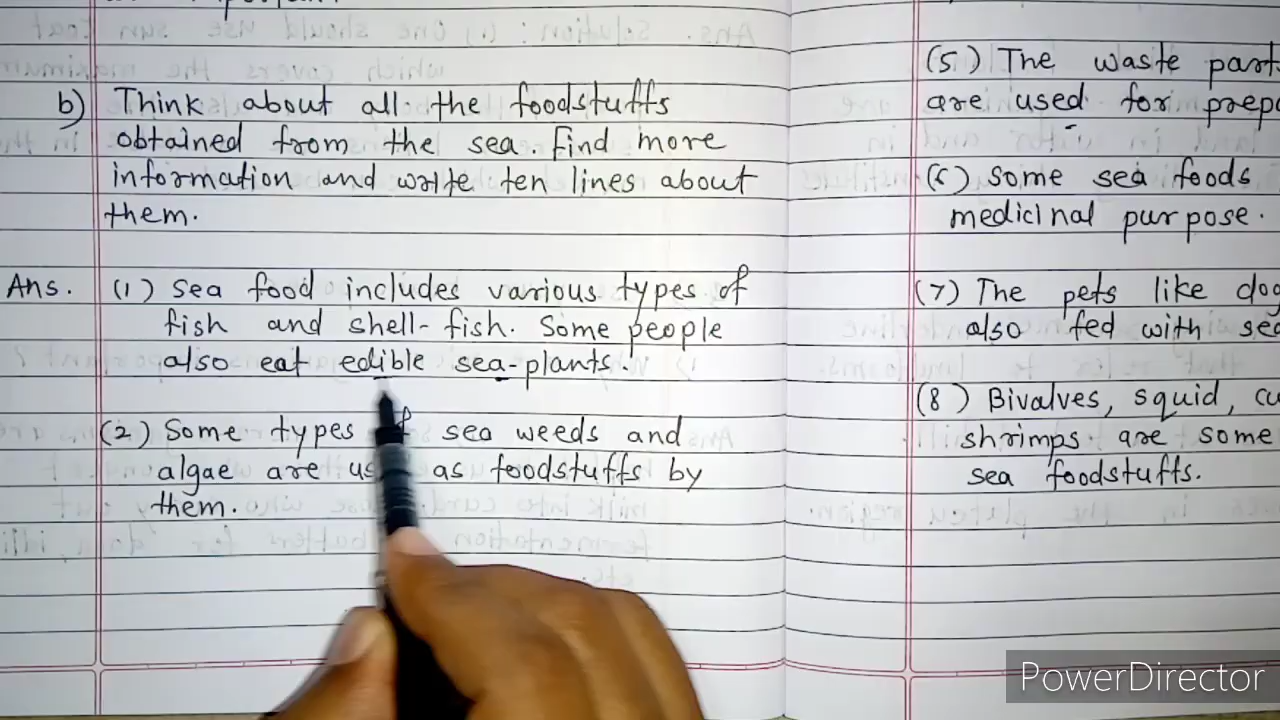 b) Think about all the foodstuffs
obtained from the sea. Find more
information and write ten lines about
them.
Ans. (1) Sea food includes various types of
fish and shell-fish. Some people
also eat edible sea-plants.
(2) Some types of sea weeds and
algae are as foodstuffs by
them.
(5) The waste part
are used for
(6) Some sea foods
medicinal purpose.
(7) The pets like
also fed with
(8) Bivalves, squid,
shrimps are some
sea foodstuffs.
PowerDirector